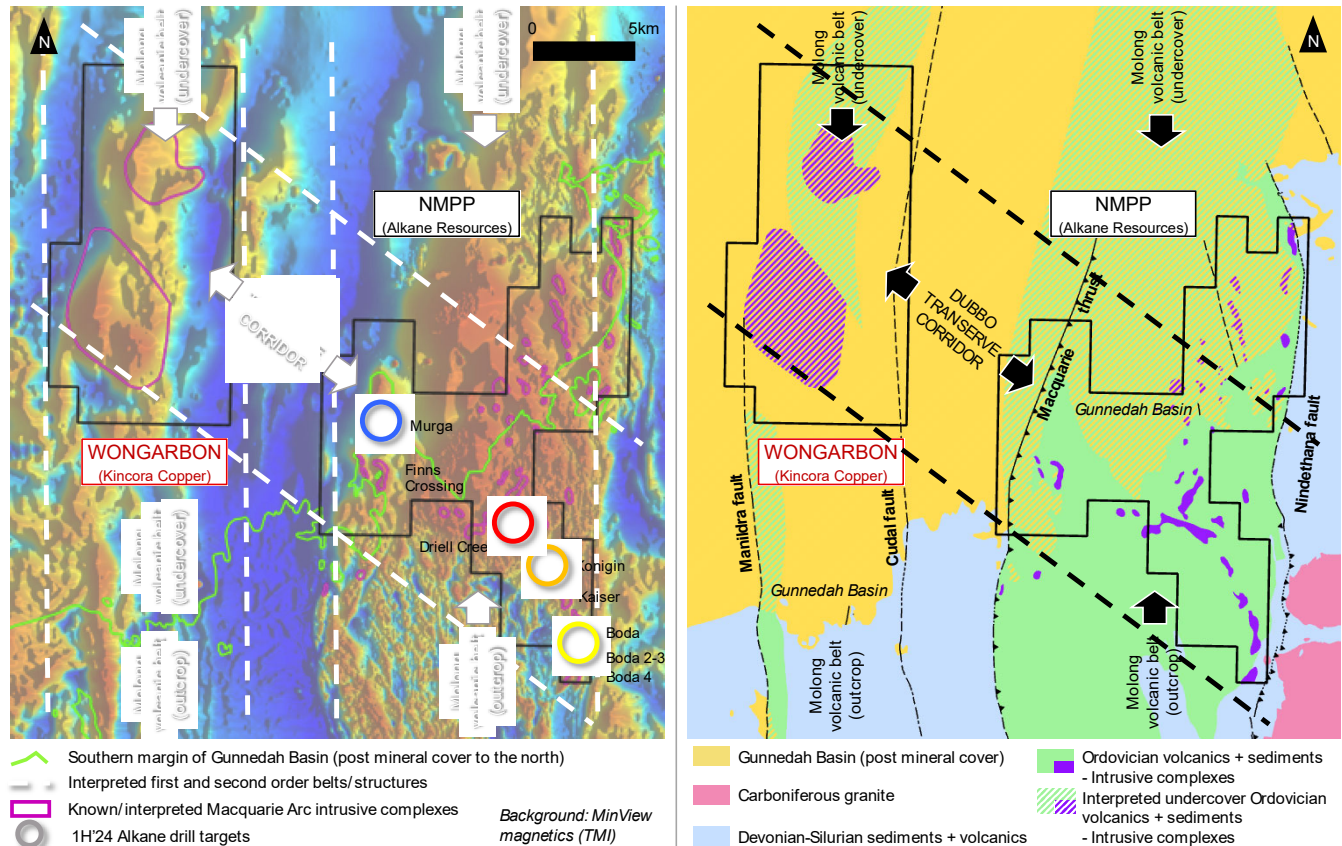 N
5km
(undercover)
(undercover)
NMPP
(Alkane Resources)
CORRIDOR
Murga
WONGARBON
(Kincora Copper)
Finns
Crossing
Driell Cree
Konigin
Kaiser
(undercover)
Boda
Boda 2-3
Boda 4
(outcrop)
(outcrop)
Southern margin of Gunnedah Basin (post mineral cover to the north)
Interpreted first and second order belts/structures
Known/interpreted Macquarie Arc intrusive complexes
1H'24 Alkane drill targets
Background: MinView
magnetics (TMI)
N
Molong
volcanic belt
(undercover)
Molong
volcanic belt
(undercover)
NMPP
(Alkane Resources)
DUBBO
TRANSERVE
CORRIDOR
Macquarie thrust
Gunnedah Basin
WONGARBON
(Kincora Copper)
Manildra fault
Cudal fault
Nindethana fault
Gunnedah Basin
Molong
volcanic belt
(outcrop)
Molong
volcanic belt
(outcrop)
Gunnedah Basin (post mineral cover)
Carboniferous granite
Devonian-Silurian sediments + volcanics
Ordovician volcanics + sediments
- Intrusive complexes
Interpreted undercover Ordovician
volcanics + sediments
- Intrusive complexes